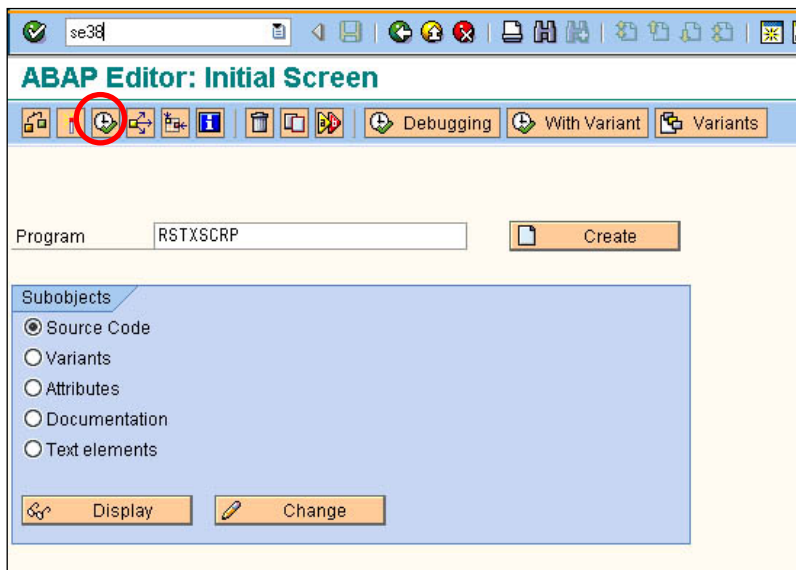 se38
ABAP Editor: Initial Screen
Debugging With Variant Variants
Program RSTXSCRP Create
Subobjects
Source Code
Variants
Attributes
Documentation
Text elements
Display Change